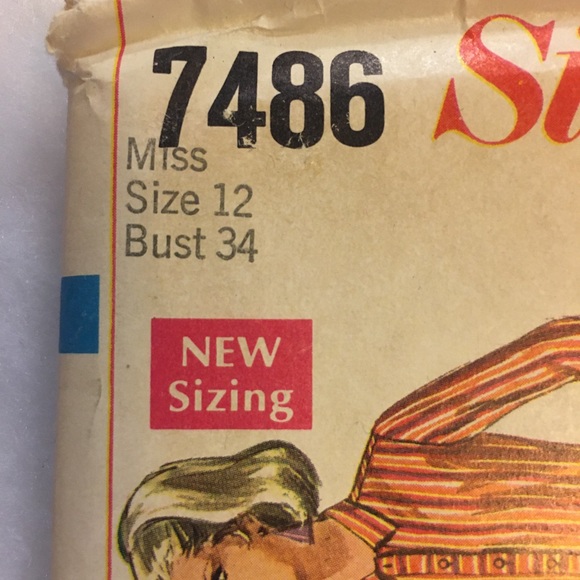 7486
Miss
Size 12
Bust 34
NEW
Sizing